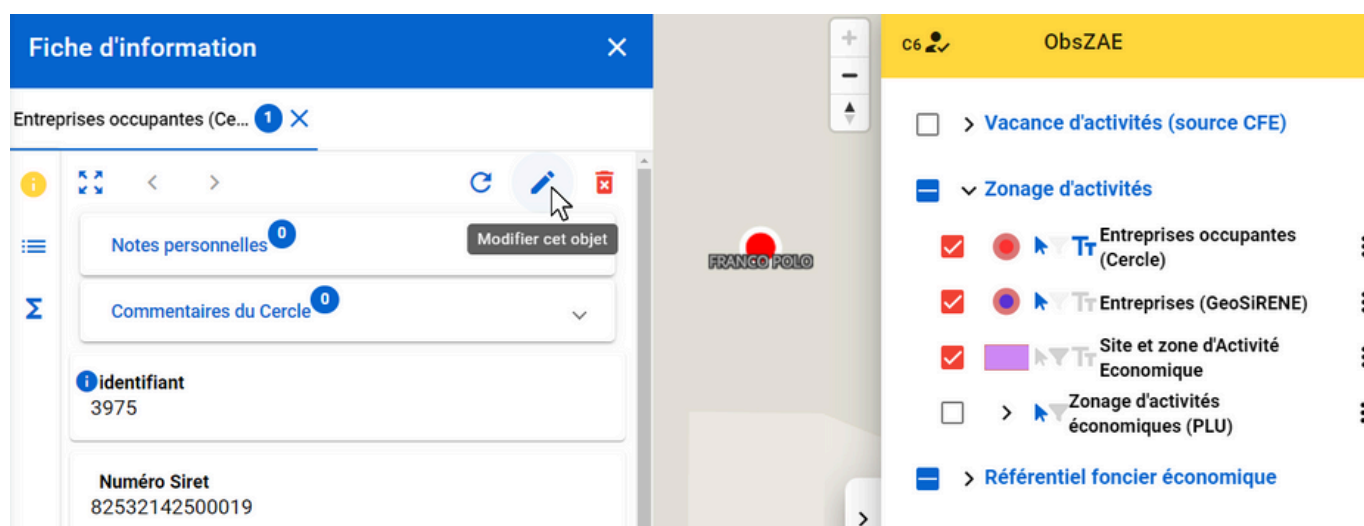 Fiche d'information
Entreprises occupantes (Ce... 1
Modifier cet objet
Notes personnelles 0
Commentaires du Cercle 0
identifiant
3975
Numéro Siret
82532142500019
FRANCO POLO
C6
ObsZAE
Vacance d'activités (source CFE)
Zonage d'activités
Entreprises occupantes
(Cercle)
Entreprises (GeoSiRENE)
Site et zone d'Activité
Economique
Zonage d'activités
économiques (PLU)
Référentiel foncier économique